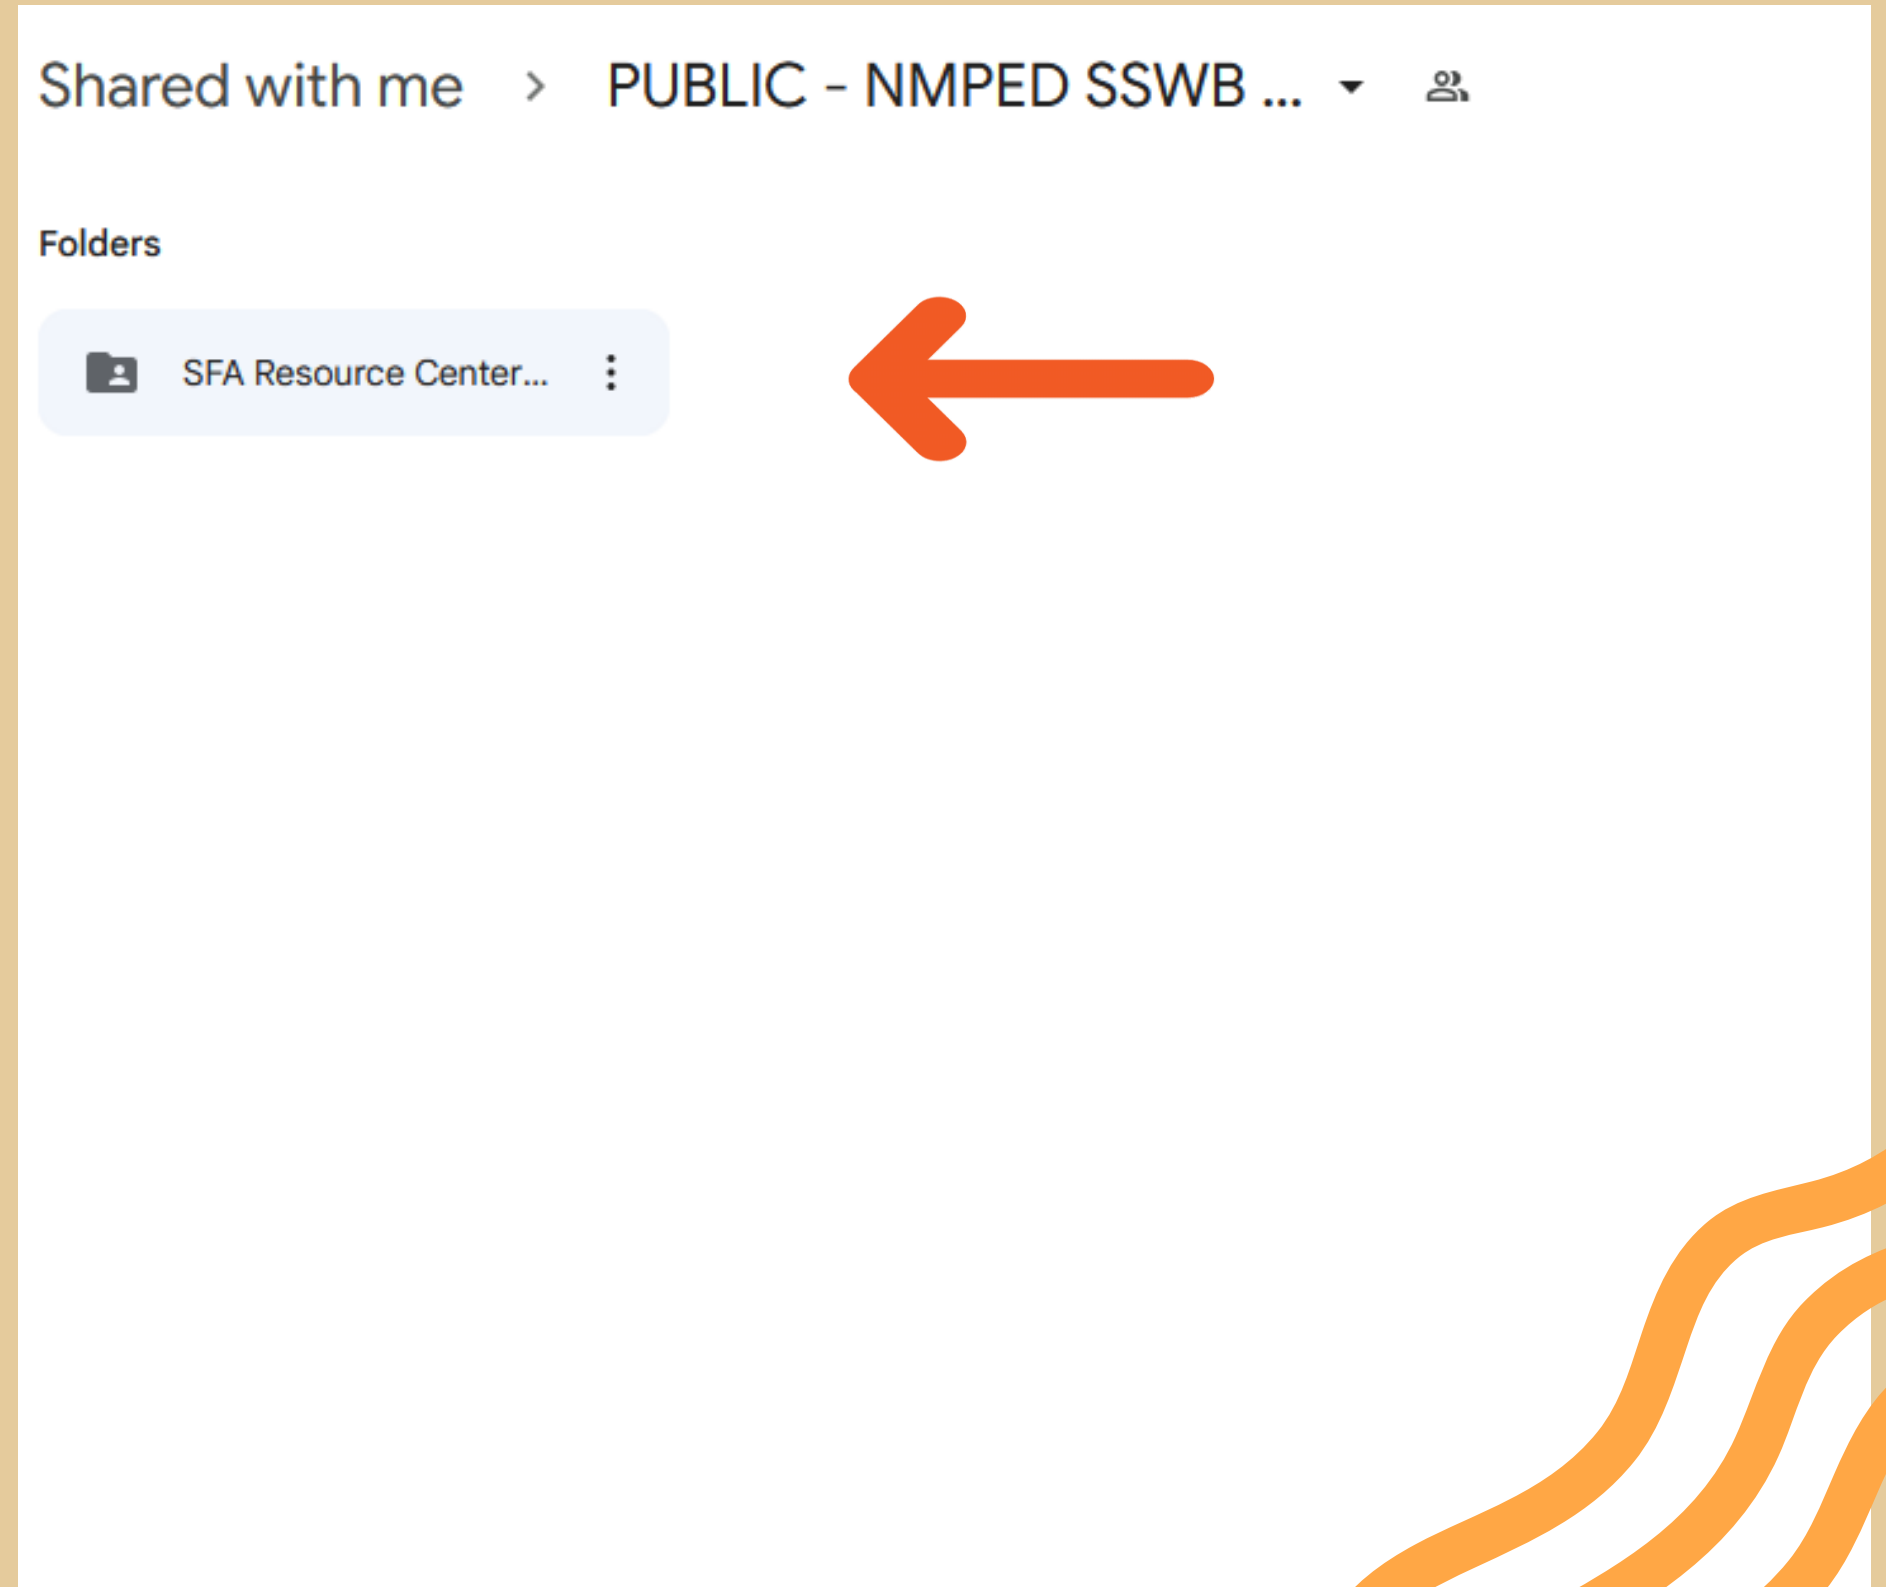 Shared with me > PUBLIC - NMPED SSWB ...
Folders
SFA Resource Center...